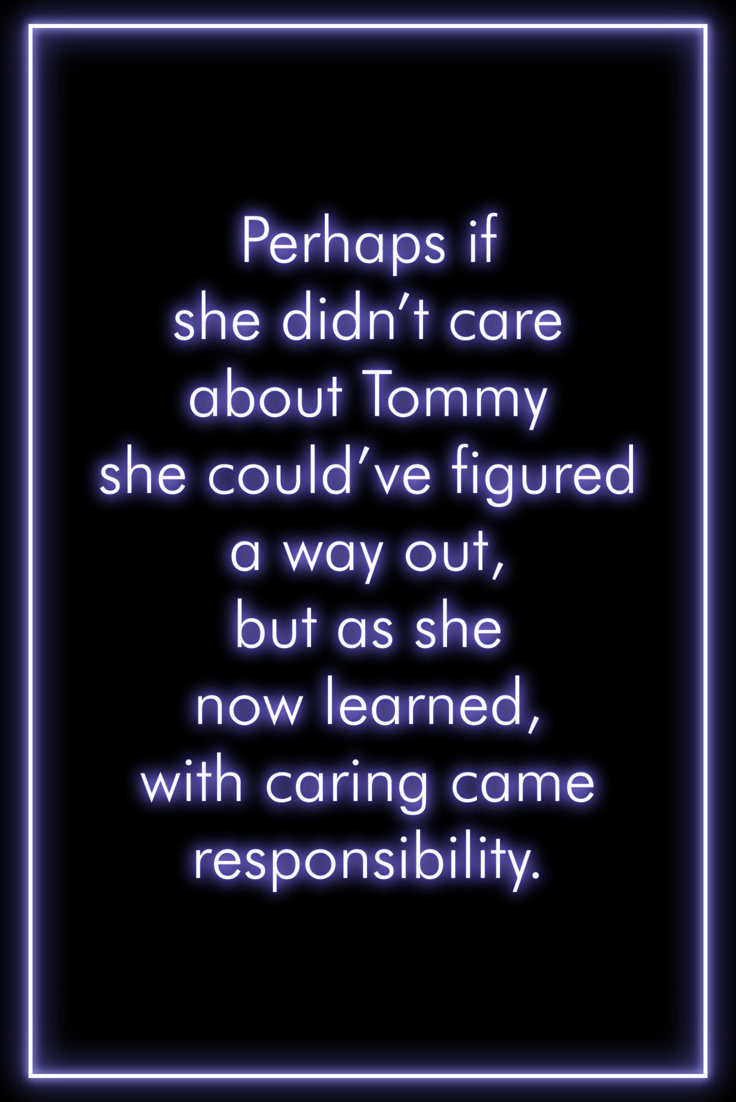 Perhaps if
she didn’t care
about Tommy
she could’ve figured
a way out,
but as she
now learned,
with caring came
responsibility.